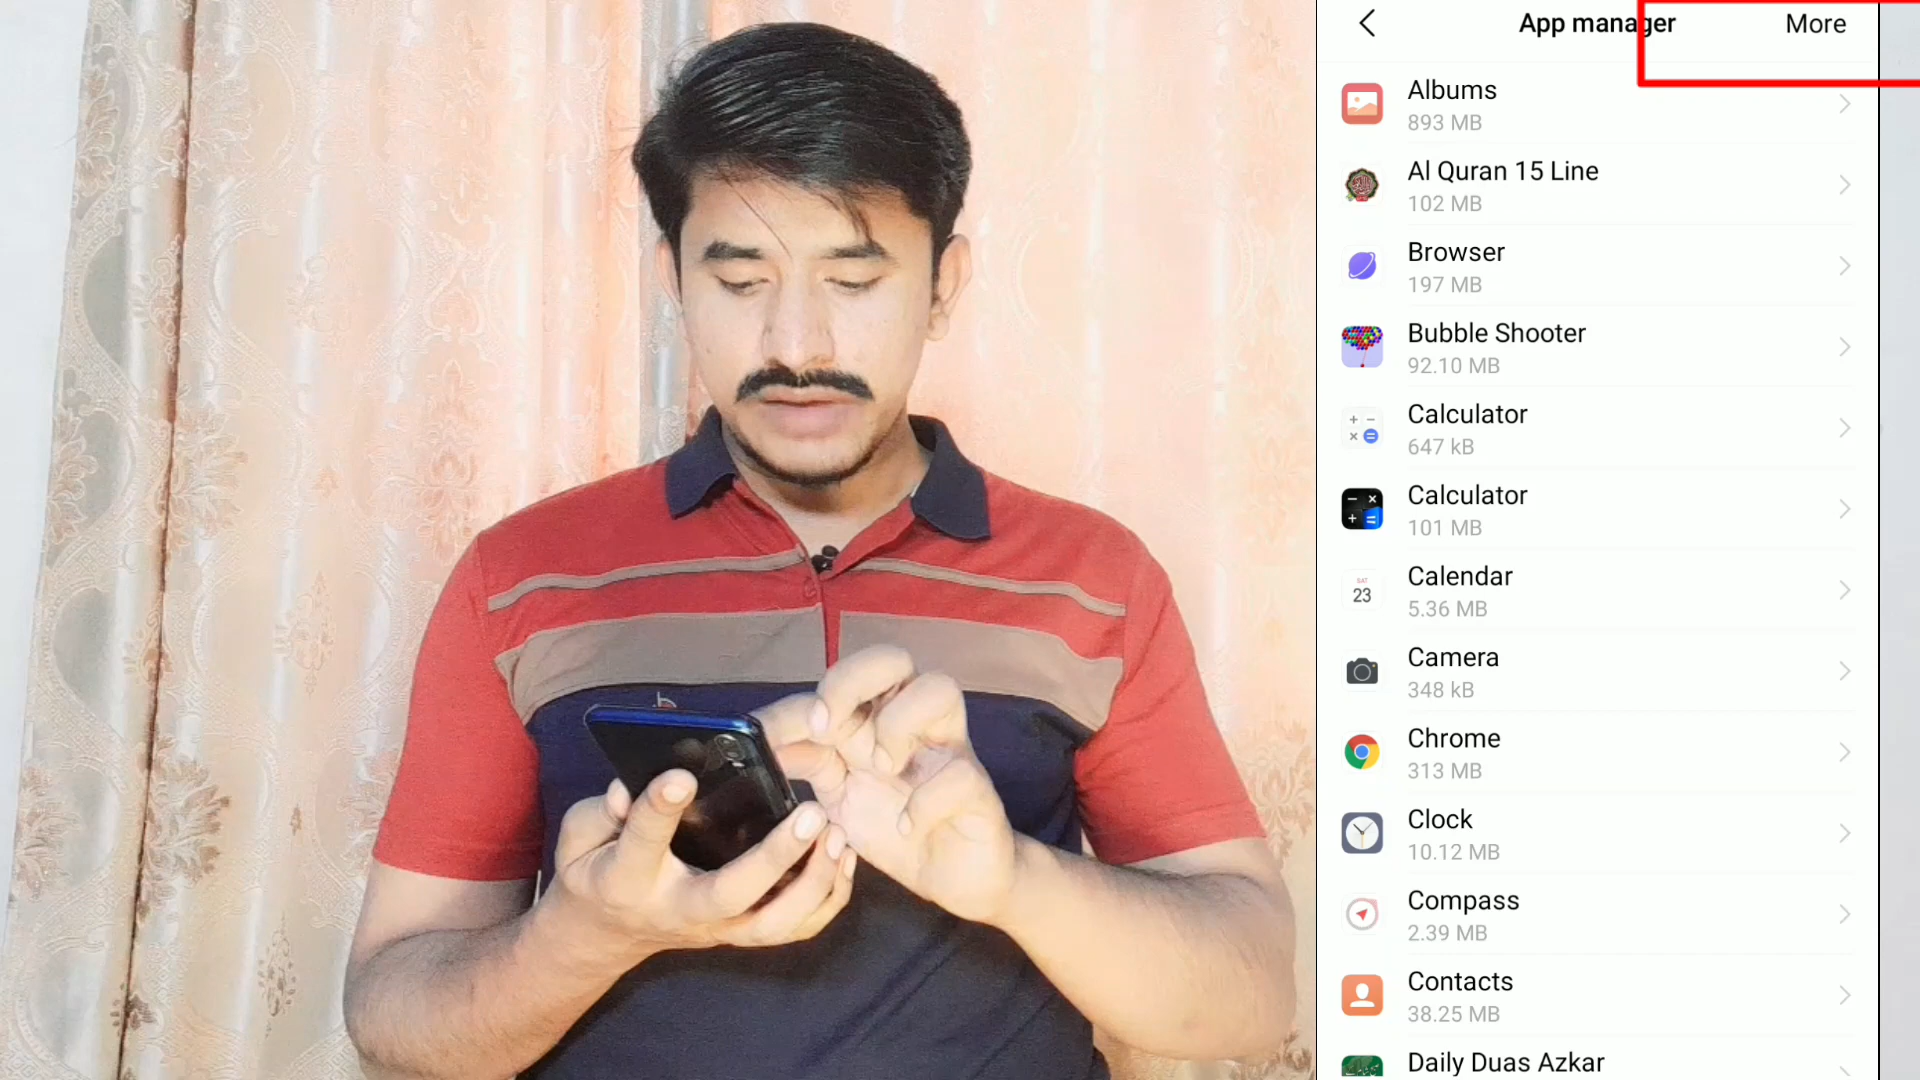 App manager
More
Albums
893 MB
Al Quran 15 Line
102 MB
Browser
197 MB
Bubble Shooter
92.10 MB
Calculator
647 kB
Calculator
101 MB
SAT
23
Calendar
5.36 MB
Camera
348 kB
Chrome
313 MB
Clock
10.12 MB
Compass
2.39 MB
Contacts
38.25 MB
Daily Duas Azkar